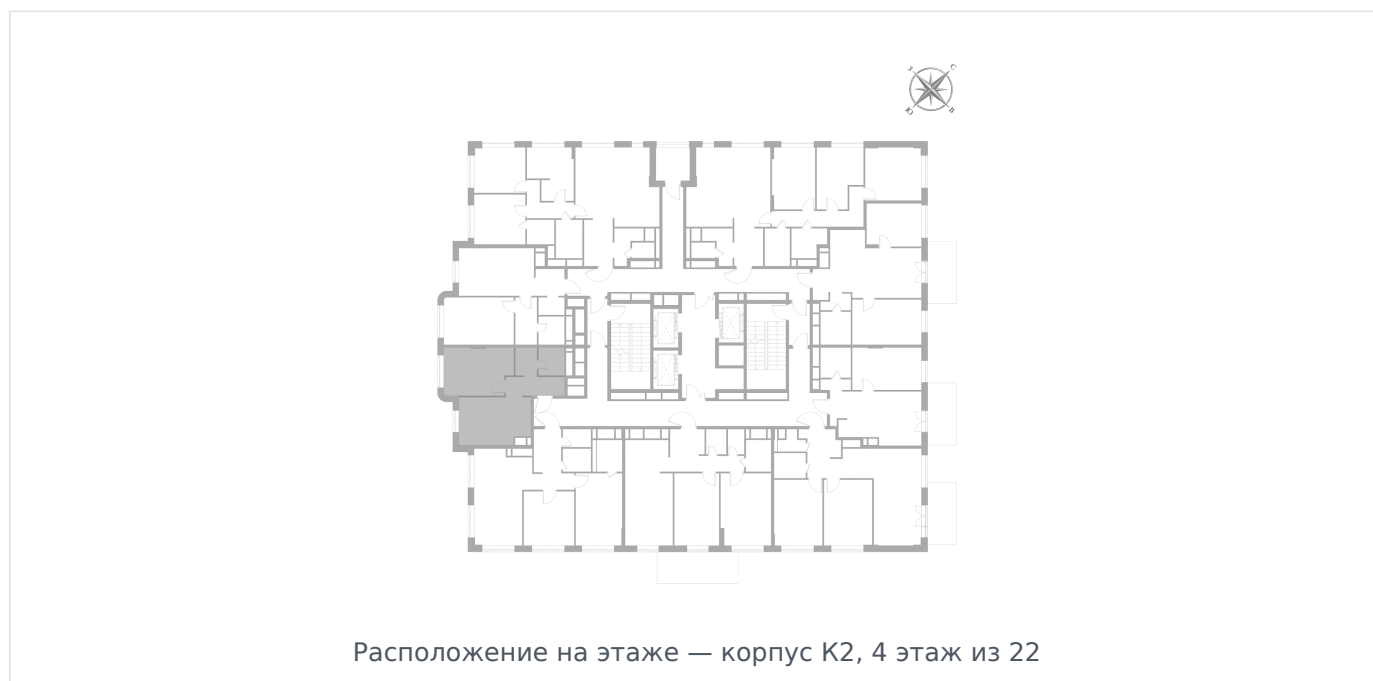 З С
Ю В
Расположение на этаже — корпус К2, 4 этаж из 22